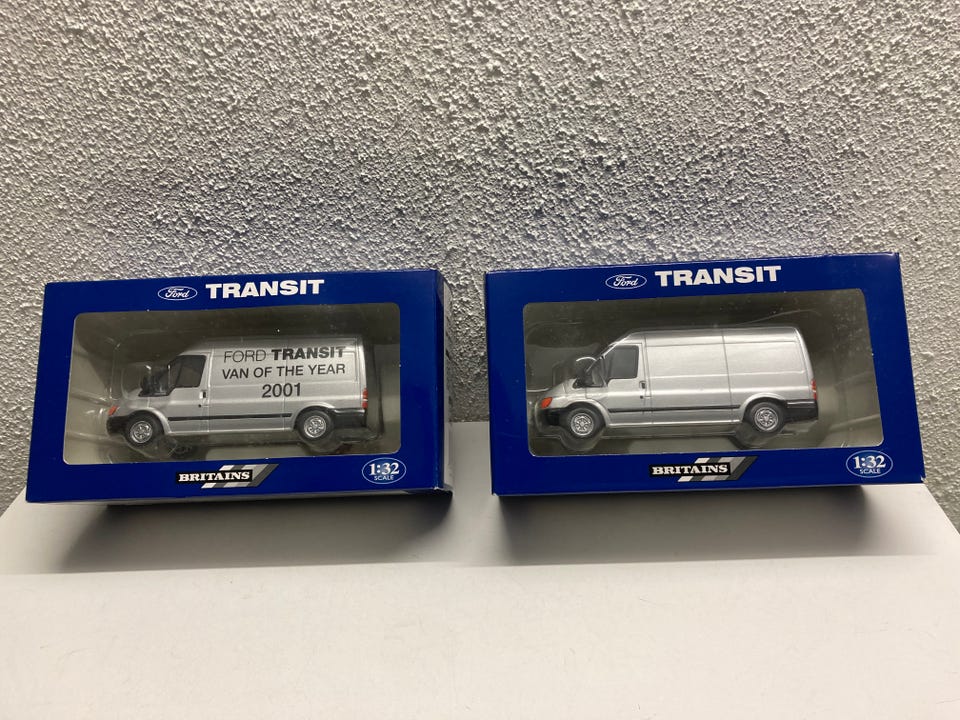 Ford TRANSIT
FORD TRANSIT
VAN OF THE YEAR
2001
BRITAINS
1:32
SCALE
Ford TRANSIT
BRITAINS
1:32
SCALE